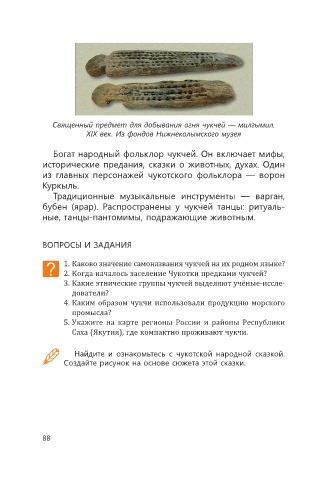 Священный предмет для добывания огня чукчей — милгымил.
XIX век. Из фондов Нижнеколымского музея
Богат народный фольклор чукчей. Он включает мифы,
исторические предания, сказки о животных, духах. Один
из главных персонажей чукотского фольклора — ворон
Куркыль.
Традиционные музыкальные инструменты — варган,
бубен (ярар). Распространены у чукчей танцы: ритуаль-
ные, танцы-пантомимы, подражающие животным.
ВОПРОСЫ И ЗАДАНИЯ
?
1. Каково значение самоназвания чукчей на их родном языке?
2. Когда началось заселение Чукотки предками чукчей?
3. Какие этнические группы чукчей выделяют учёные-иссле-
дователи?
4. Каким образом чукчи использовали продукцию морского
промысла?
5. Укажите на карте регионы России и районы Республики
Саха (Якутия), где компактно проживают чукчи.
Найдите и ознакомьтесь с чукотской народной сказкой.
Создайте рисунок на основе сюжета этой сказки.
88